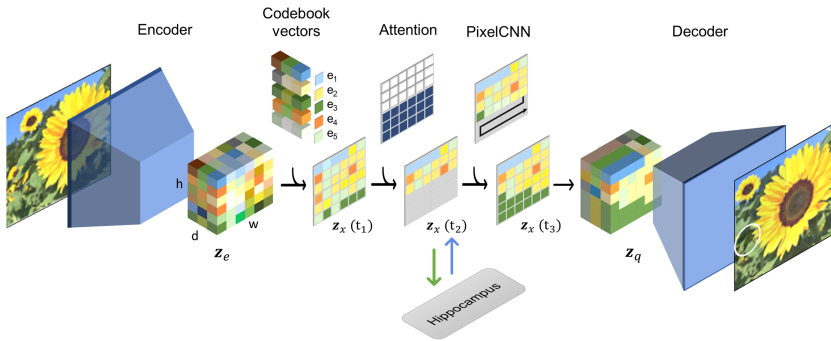 Encoder
Codebook
vectors
Attention
PixelCNN
Decoder
e₁
e₂
e₃
e₄
e₅
h
d
w
𝒛ₑ
𝒛ₓ (t₁)
𝒛ₓ (t₂)
𝒛ₓ (t₃)
𝒛q
Hippocampus